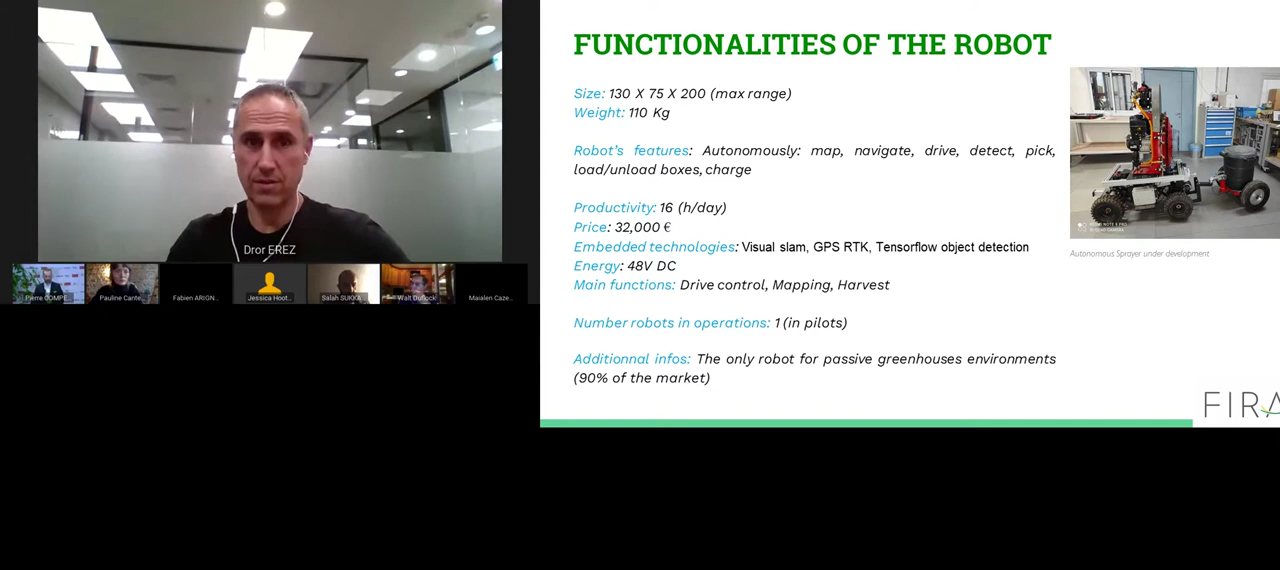 Dror EREZ
Pierre COMPE...
Pauline Cante...
Fabien ARIGN...
Jessica Hoot...
Salah SUKKA...
Walt Duflock
Maialen Caze...
FUNCTIONALITIES OF THE ROBOT
Size: 130 X 75 X 200 (max range)
Weight: 110 Kg
Robot's features: Autonomously: map, navigate, drive, detect, pick,
load/unload boxes, charge
Productivity: 16 (h/day)
Price: 32,000 €
Embedded technologies: Visual slam, GPS RTK, Tensorflow object detection
Energy: 48V DC
Main functions: Drive control, Mapping, Harvest
Number robots in operations: 1 (in pilots)
Additionnal infos: The only robot for passive greenhouses environments
(90% of the market)
Autonomous Sprayer under development
FIRA